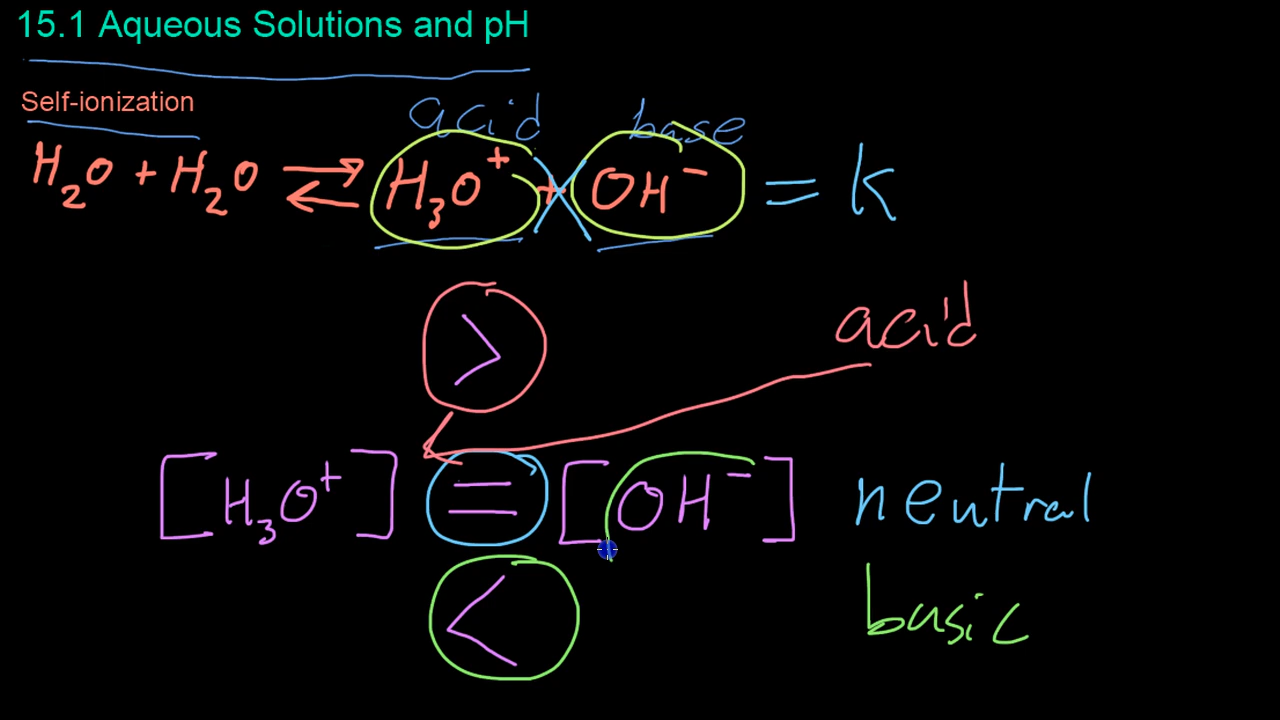 15.1 Aqueous Solutions and pH
Self-ionization
acid base
H₂O + H₂O ⇌ H₃O⁺ + OH⁻ = k
> acid
[H₃O⁺] = [OH⁻] neutral
< basic